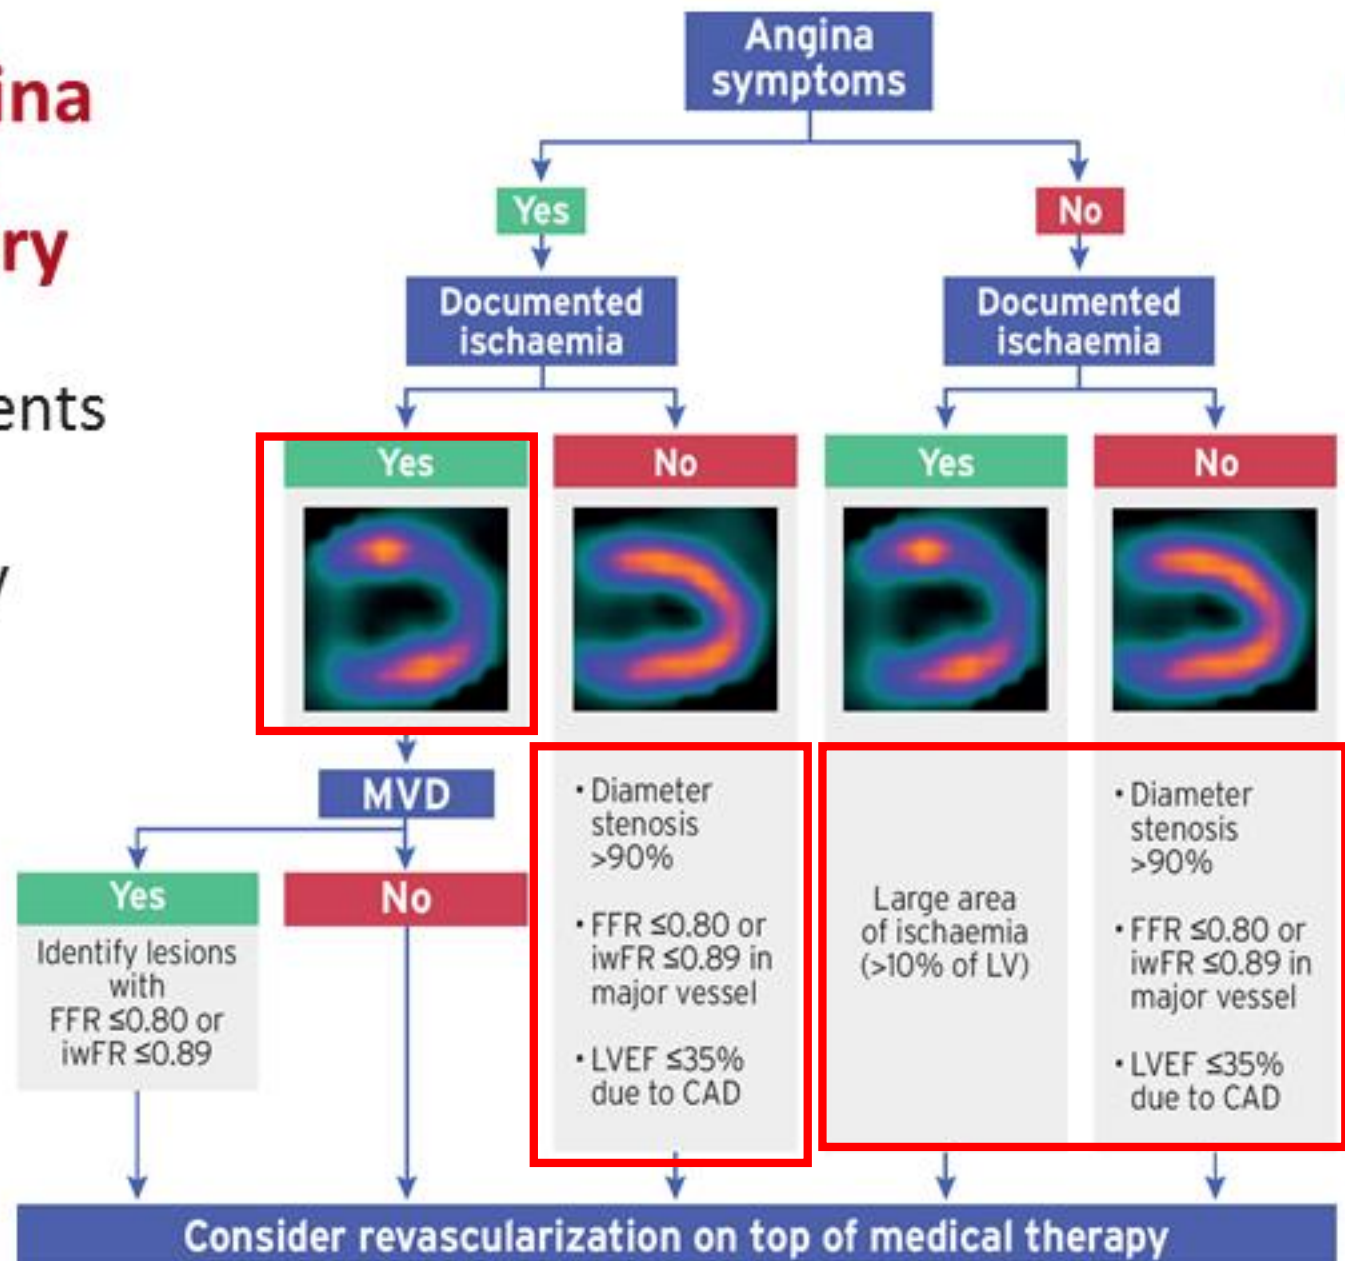 Angina
symptoms
ina
ry
ents
y
Yes
No
Documented
ischaemia
Documented
ischaemia
Yes
No
Yes
No
MVD
Yes
No
Identify lesions
with
FFR ≤0.80 or
iwFR ≤0.89
• Diameter
stenosis
>90%
• FFR ≤0.80 or
iwFR ≤0.89 in
major vessel
• LVEF ≤35%
due to CAD
Large area
of ischaemia
(>10% of LV)
• Diameter
stenosis
>90%
• FFR ≤0.80 or
iwFR ≤0.89 in
major vessel
• LVEF ≤35%
due to CAD
Consider revascularization on top of medical therapy